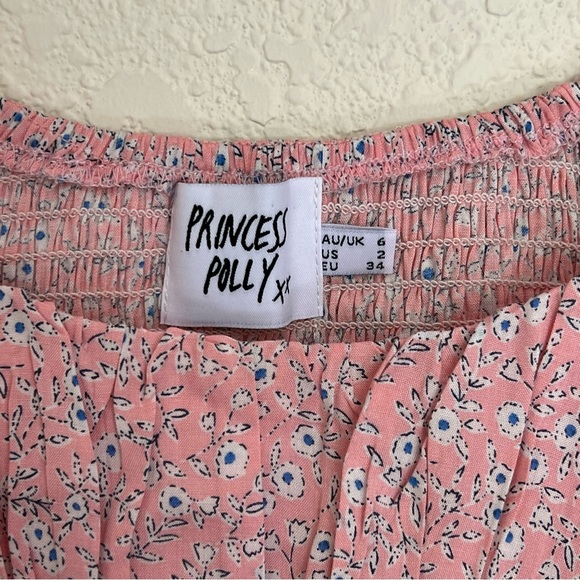 PRINCESS
POLLY xx
AU/UK 6
US 2
EU 34